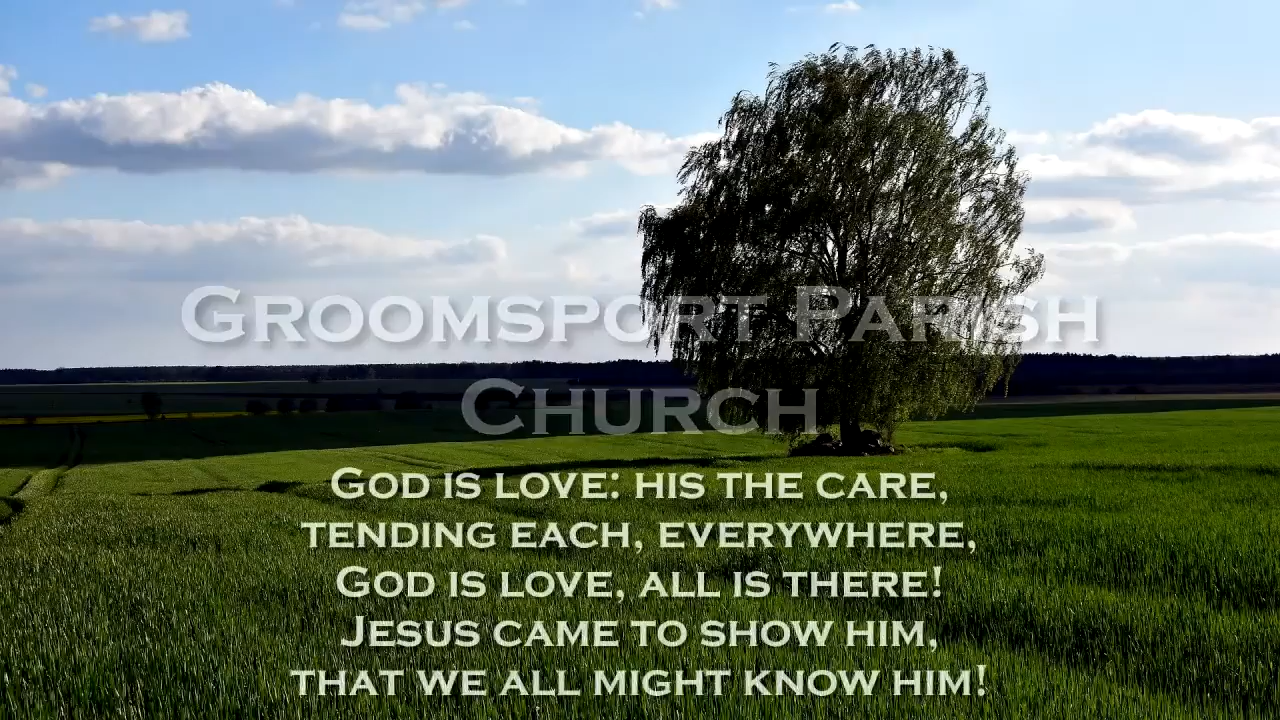 Groomsport Parish
Church
God is love: his the care,
tending each, everywhere,
God is love, all is there!
Jesus came to show him,
that we all might know him!